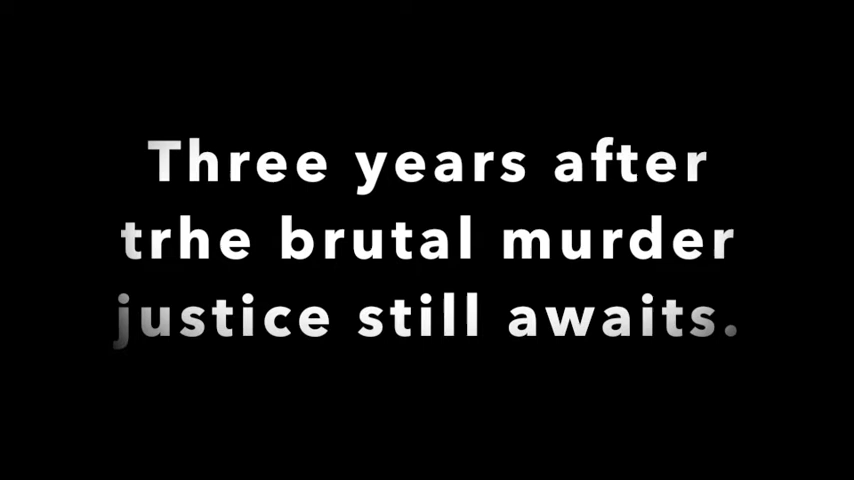 Three years after
trhe brutal murder
justice still awaits.